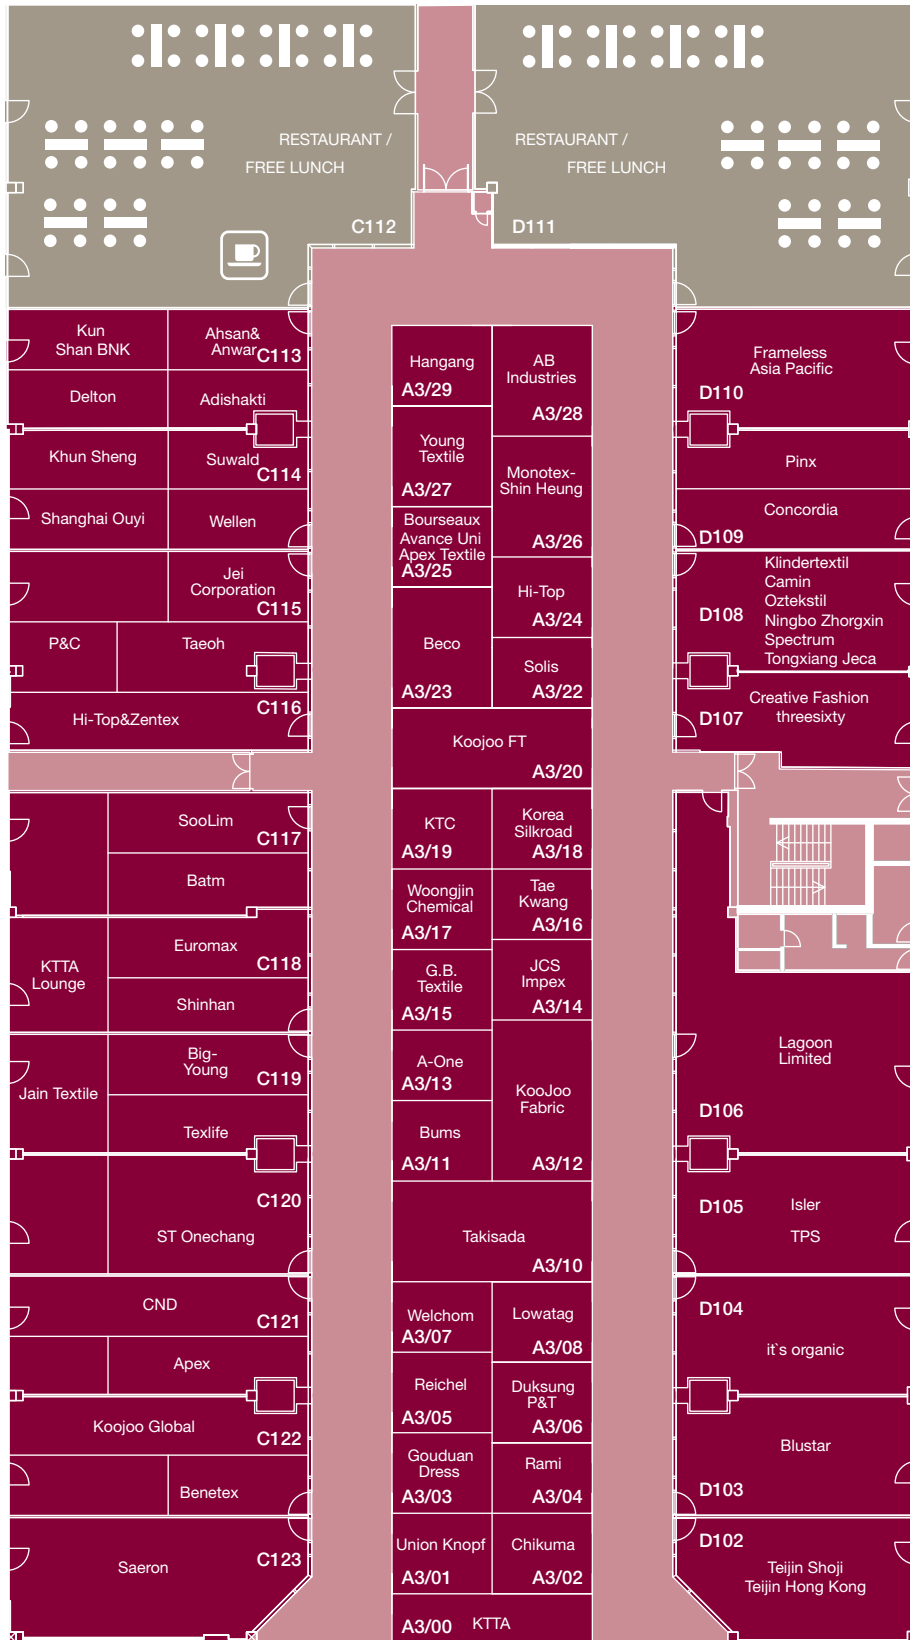 RESTAURANT /
FREE LUNCH
RESTAURANT /
FREE LUNCH
C112
D111
Kun
Shan BNK
Ahsan&
Anwar
C113
Delton
Adishakti
Khun Sheng
Suwald
C114
Shanghai Ouyi
Wellen
Jei
Corporation
C115
P&C
Taeoh
C116
Hi-Top&Zentex
SooLim
C117
Batm
KTTA
Lounge
Euromax
C118
Shinhan
Jain Textile
Big-
Young
C119
Texlife
C120
ST Onechang
CND
C121
Apex
Koojoo Global
C122
Benetex
C123
Saeron
Hangang
A3/29
AB
Industries
A3/28
Young
Textile
A3/27
Monotex-
Shin Heung
A3/26
Bourseaux
Avance Uni
Apex Textile
A3/25
Hi-Top
A3/24
Beco
A3/23
Solis
A3/22
Koojoo FT
A3/20
KTC
A3/19
Korea
Silkroad
A3/18
Woongjin
Chemical
A3/17
Tae
Kwang
A3/16
G.B.
Textile
A3/15
JCS
Impex
A3/14
A-One
A3/13
KooJoo
Fabric
A3/12
Bums
A3/11
Takisada
A3/10
Welchom
A3/07
Lowatag
A3/08
Reichel
A3/05
Duksung
P&T
A3/06
Gouduan
Dress
A3/03
Rami
A3/04
Union Knopf
A3/01
Chikuma
A3/02
A3/00 KTTA
Frameless
Asia Pacific
D110
Pinx
Concordia
D109
Klindertextil
Camin
Oztekstil
Ningbo Zhorgxin
Spectrum
Tongxiang Jeca
D108
Creative Fashion
threesixty
D107
Lagoon
Limited
D106
D105
Isler
TPS
D104
it`s organic
Blustar
D103
D102
Teijin Shoji
Teijin Hong Kong